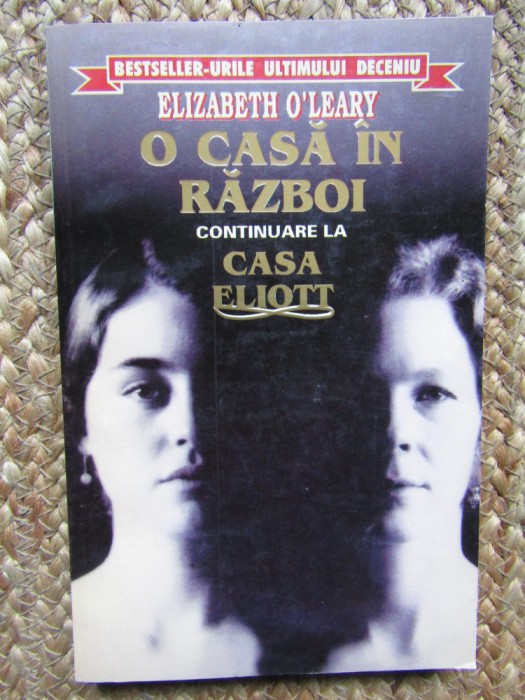 BESTSELLER-URILE ULTIMULUI DECENIU
ELIZABETH O'LEARY
O CASĂ ÎN
RĂZBOI
CONTINUARE LA
CASA
ELIOTT